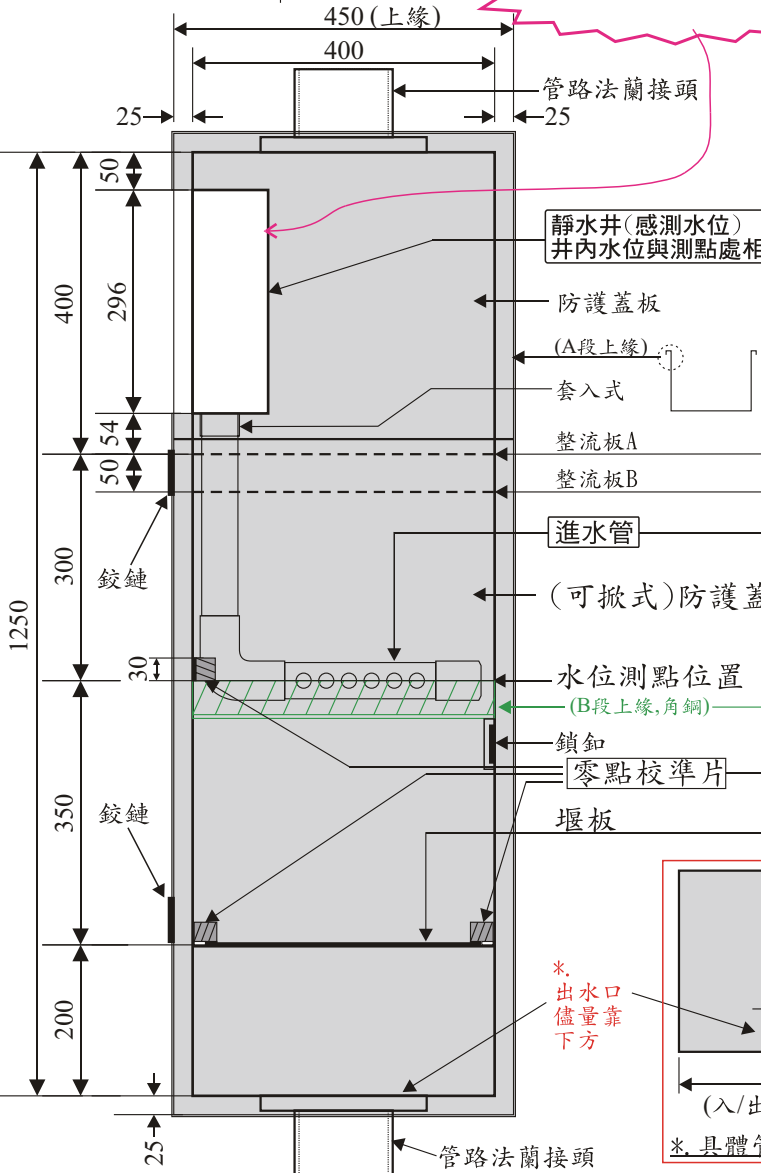 450 (上緣)
400
管路法蘭接頭
25
25
50
靜水井(感測水位)
井內水位與測點處相
296
400
防護蓋板
(A段上緣)
套入式
54
整流板A
50
整流板B
進水管
鉸鏈
300
(可掀式)防護蓋
1250
30
水位測點位置
(B段上緣,角鋼)
鎖釦
零點校準片
350
鉸鏈
堰板
*.
出水口
儘量靠
下方
200
(入/出
25
管路法蘭接頭
*. 具體管